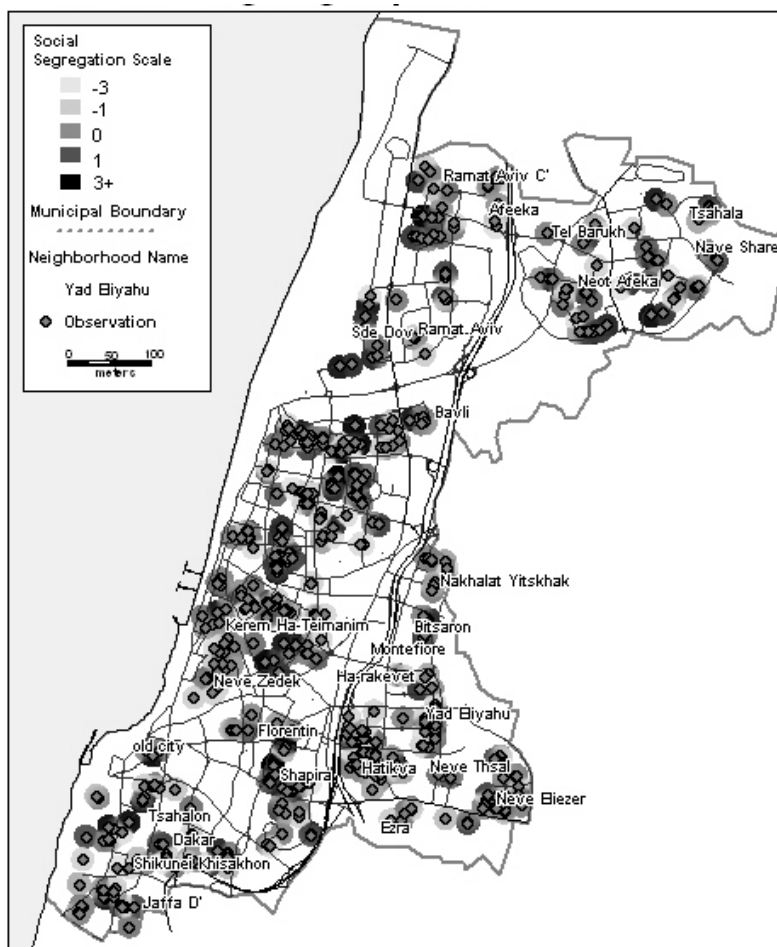 Social
Segregation Scale
-3
-1
0
1
3+
Municipal Boundary
Neighborhood Name
Yad Eliyahu
Observation
0 50 100
meters
Ramat Aviv C'
Afeeka
Tsahala
Tel Barukh
Nave Share
Neot Afekai
Sde Dov
Ramat Aviv
Bavli
Nakhalat Yitskhak
Kerem Ha-Teimanim
Bitsaron
Montefiore
Neve Zedek
Ha-rakevet
Yad Eliyahu
Florentin
old city
Shapira
Hatikva
Neve Thsal
Neve Eliezer
Tsahalon
Ezra
Dakar
Shikunei Khisakhon
Jaffa D'